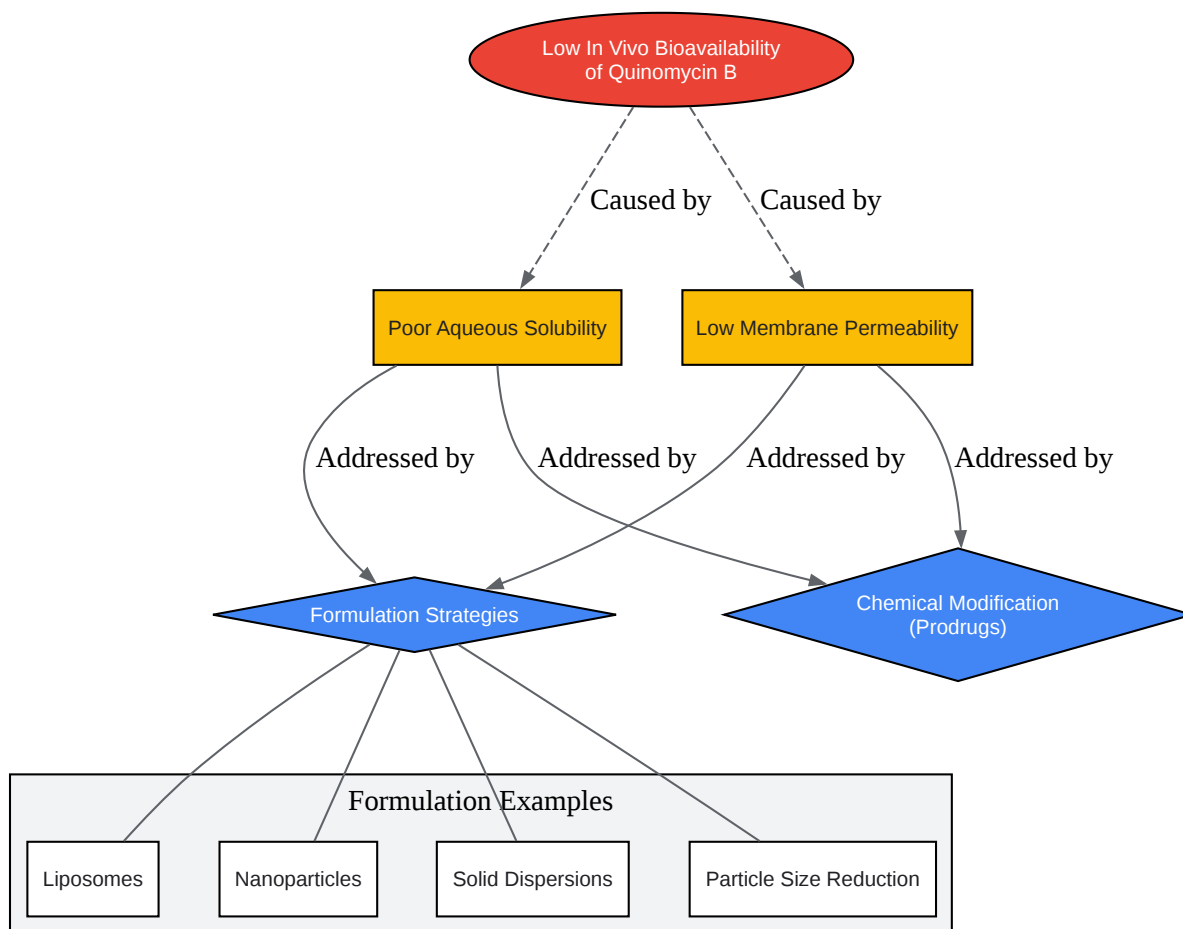 Low In Vivo Bioavailability
of Quinomycin B
Caused by
Caused by
Poor Aqueous Solubility
Low Membrane Permeability
Addressed by
Addressed by
Addressed by
Addressed by
Formulation Strategies
Chemical Modification
(Prodrugs)
Formulation Examples
Liposomes
Nanoparticles
Solid Dispersions
Particle Size Reduction